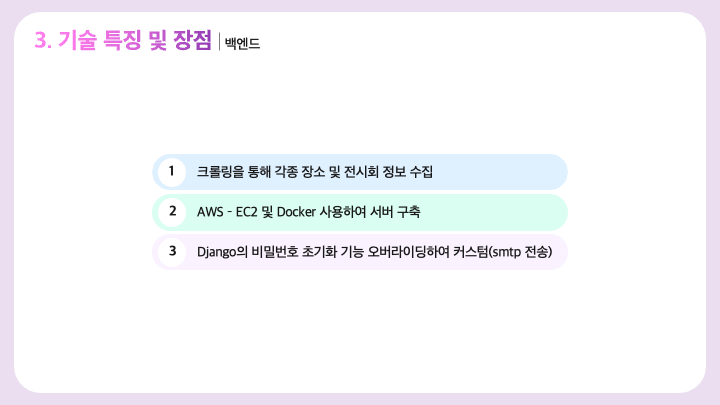 3. 기술 특징 및 장점 | 백엔드
1 크롤링을 통해 각종 장소 및 전시회 정보 수집
2 AWS - EC2 및 Docker 사용하여 서버 구축
3 Django의 비밀번호 초기화 기능 오버라이딩하여 커스텀(smtp 전송)